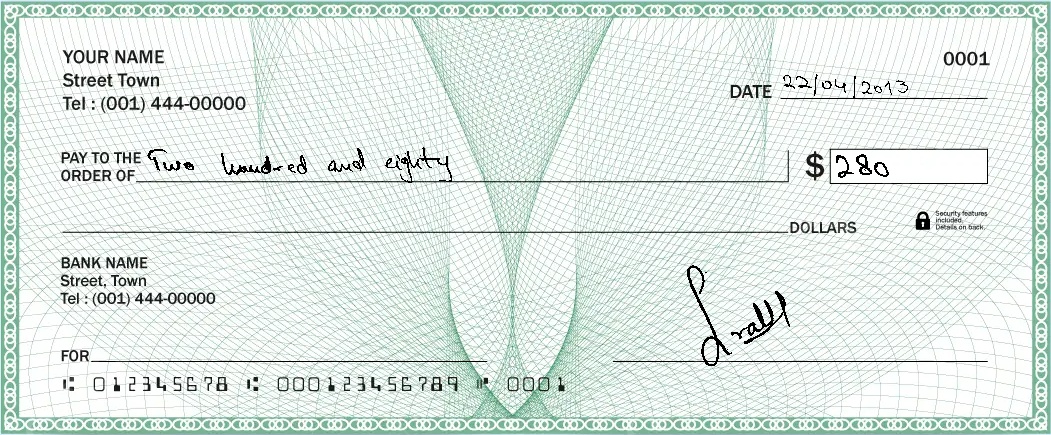 YOUR NAME
0001
Street Town
Tel : (001) 444-00000
DATE 22/04/2013
PAY TO THE
ORDER OF Two hundred and eighty $ 280
DOLLARS
Security features
included.
Details on back.
BANK NAME
Street, Town
Tel : (001) 444-00000
FOR
⑆ 012345678 ⑆ 000123456789 ⑈ 0001